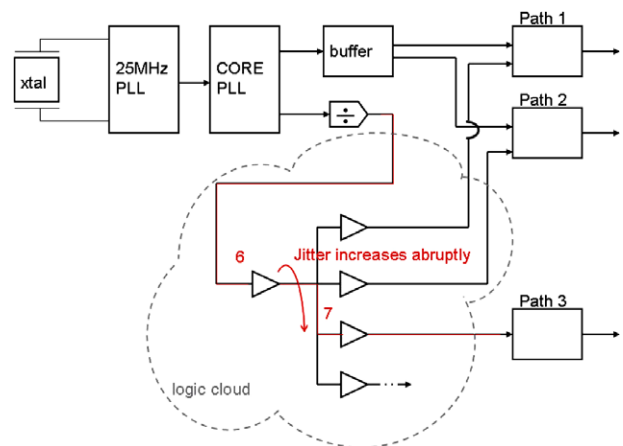 Path 1
xtal
25MHz
PLL
CORE
PLL
buffer
÷
Path 2
6
Jitter increases abruptly
7
Path 3
logic cloud